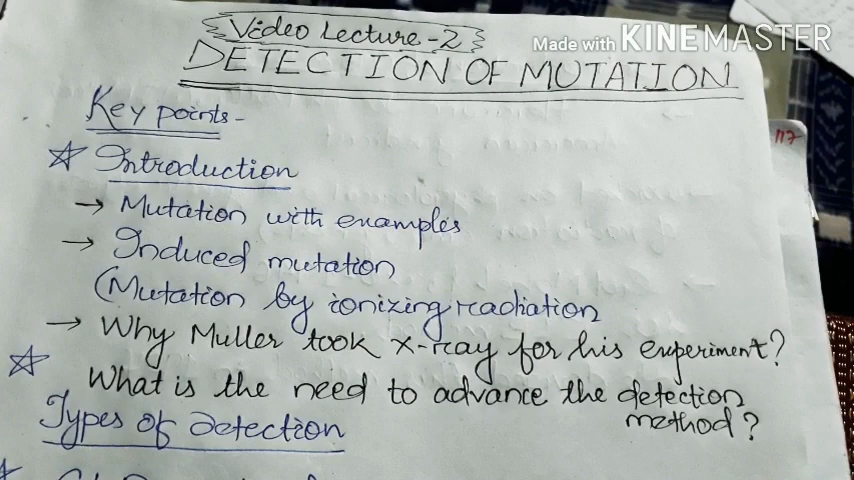 Video Lecture-2
Made with KINEMASTER
DETECTION OF MUTATION
Key points-
Introduction
→ Mutation with examples
→ Induced mutation
(Mutation by ionizing radiation
→ Why Muller took X-ray for his experiment?
What is the need to advance the detection
method?
Types of detection
117